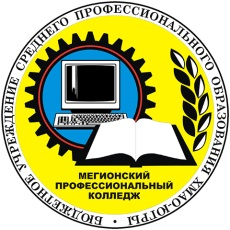 БЮДЖЕТНОЕ УЧРЕЖДЕНИЕ СРЕДНЕГО ПРОФЕССИОНАЛЬНОГО ОБРАЗОВАНИЯ ХМАО-ЮГРЫ •
МЕГИОНСКИЙ
ПРОФЕССИОНАЛЬНЫЙ
КОЛЛЕДЖ